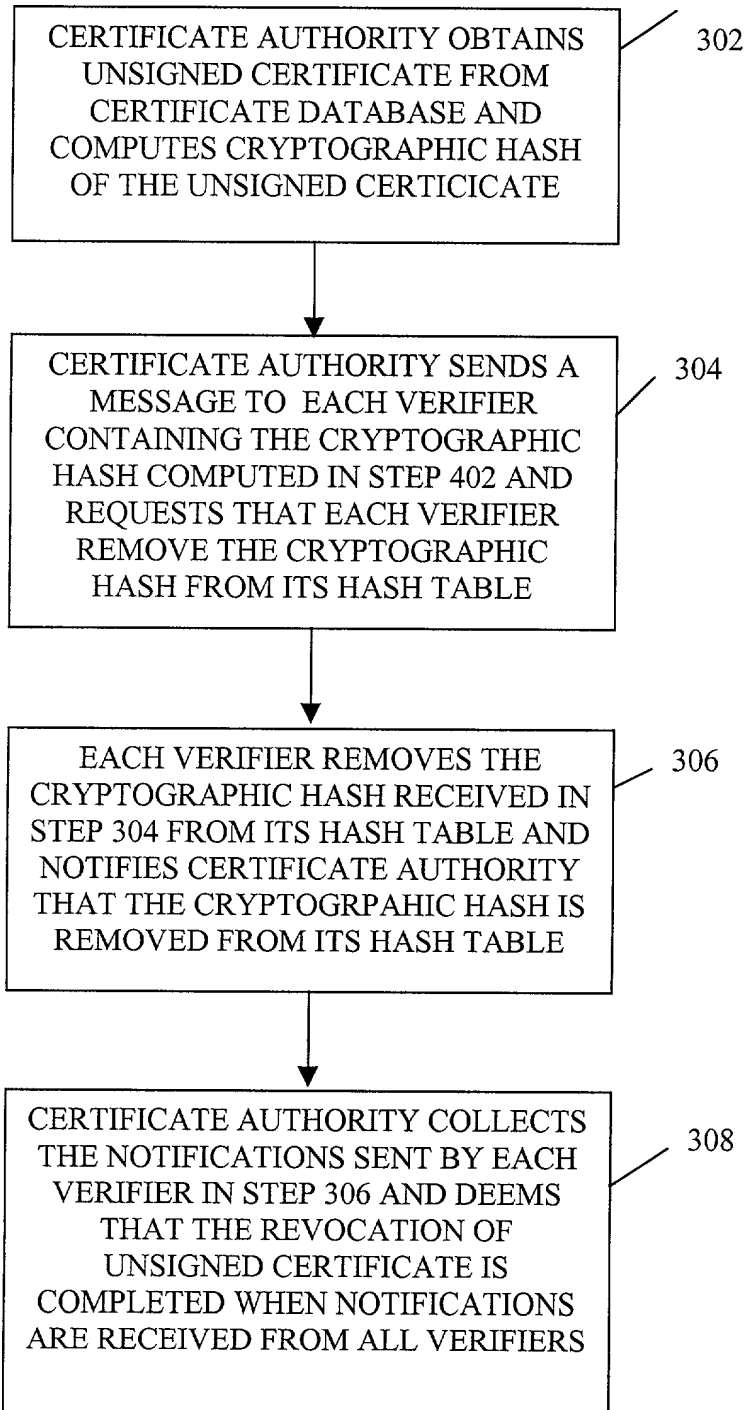 CERTIFICATE AUTHORITY OBTAINS
UNSIGNED CERTIFICATE FROM
CERTIFICATE DATABASE AND
COMPUTES CRYPTOGRAPHIC HASH
OF THE UNSIGNED CERTICICATE
302
CERTIFICATE AUTHORITY SENDS A
MESSAGE TO EACH VERIFIER
CONTAINING THE CRYPTOGRAPHIC
HASH COMPUTED IN STEP 402 AND
REQUESTS THAT EACH VERIFIER
REMOVE THE CRYPTOGRAPHIC
HASH FROM ITS HASH TABLE
304
EACH VERIFIER REMOVES THE
CRYPTOGRAPHIC HASH RECEIVED IN
STEP 304 FROM ITS HASH TABLE AND
NOTIFIES CERTIFICATE AUTHORITY
THAT THE CRYPTOGRPAHIC HASH IS
REMOVED FROM ITS HASH TABLE
306
CERTIFICATE AUTHORITY COLLECTS
THE NOTIFICATIONS SENT BY EACH
VERIFIER IN STEP 306 AND DEEMS
THAT THE REVOCATION OF
UNSIGNED CERTIFICATE IS
COMPLETED WHEN NOTIFICATIONS
ARE RECEIVED FROM ALL VERIFIERS
308